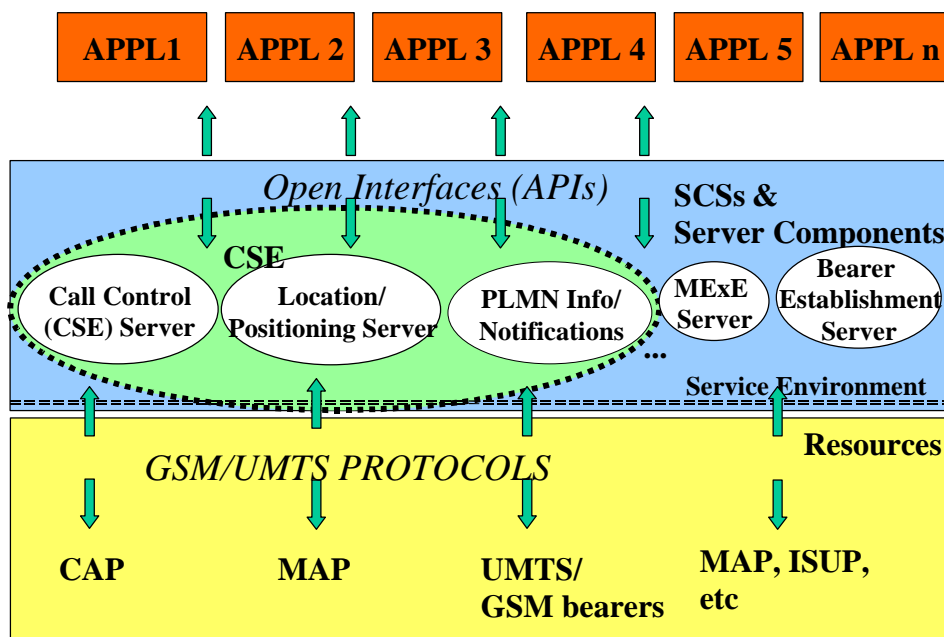 APPL1 APPL 2 APPL 3 APPL 4 APPL 5 APPL n
Open Interfaces (APIs)
SCSs &
Server Components
CSE
Call Control
(CSE) Server
Location/
Positioning Server
PLMN Info/
Notifications
...
MExE
Server
Bearer
Establishment
Server
Service Environment
Resources
GSM/UMTS PROTOCOLS
CAP
MAP
UMTS/
GSM bearers
MAP, ISUP,
etc